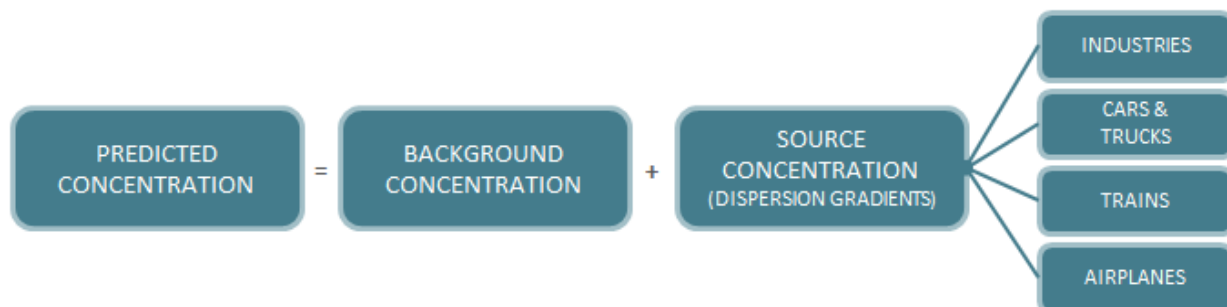 PREDICTED
CONCENTRATION
=
BACKGROUND
CONCENTRATION
+
SOURCE
CONCENTRATION
(DISPERSION GRADIENTS)
INDUSTRIES
CARS &
TRUCKS
TRAINS
AIRPLANES